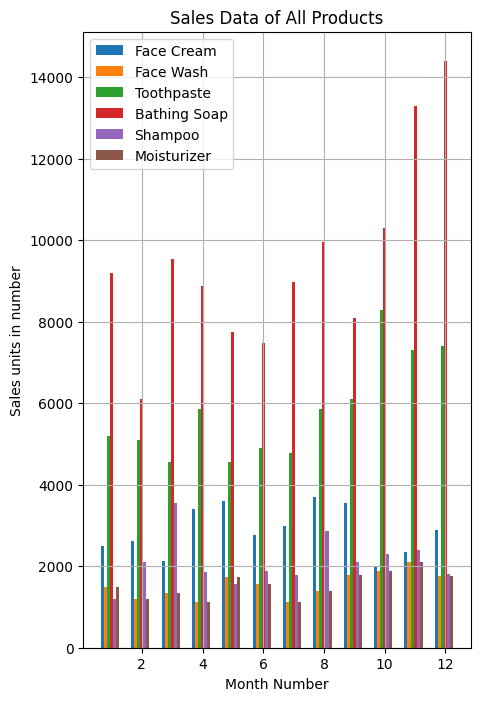 Sales Data of All Products
Face Cream
Face Wash
Toothpaste
Bathing Soap
Shampoo
Moisturizer
14000
12000
10000
8000
6000
4000
2000
0
Sales units in number
2 4 6 8 10 12
Month Number